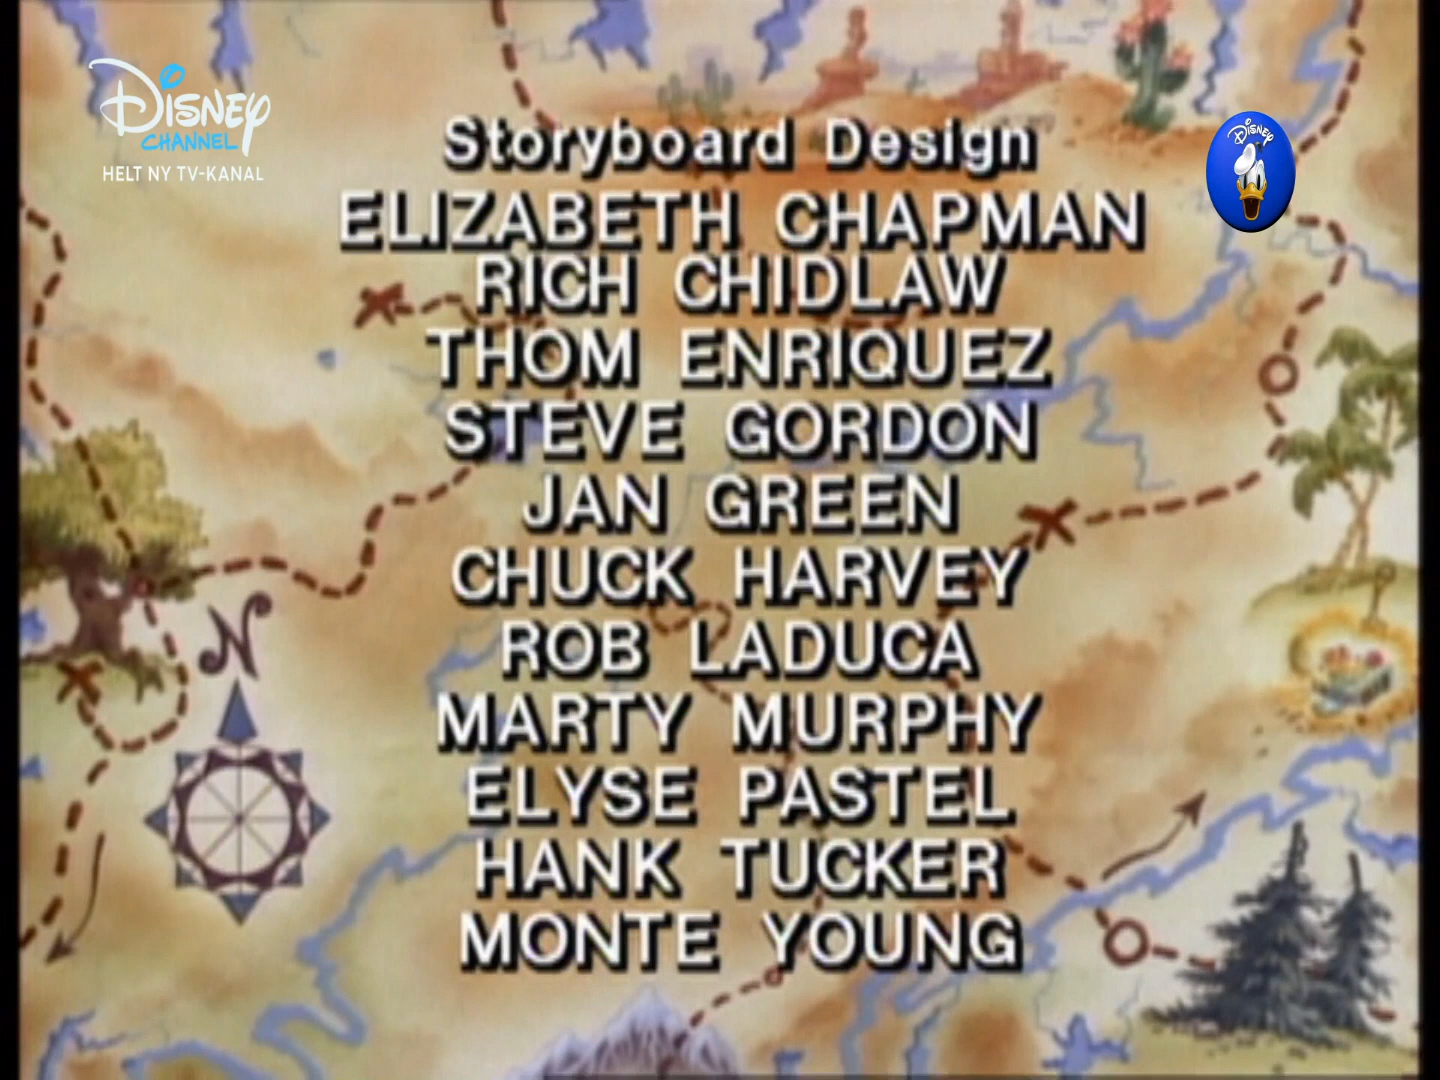 Disney
CHANNEL
HELT NY TV-KANAL
Disney
Storyboard Design
ELIZABETH CHAPMAN
RICH CHIDLAW
THOM ENRIQUEZ
STEVE GORDON
JAN GREEN
CHUCK HARVEY
ROB LADUCA
MARTY MURPHY
ELYSE PASTEL
HANK TUCKER
MONTE YOUNG
N